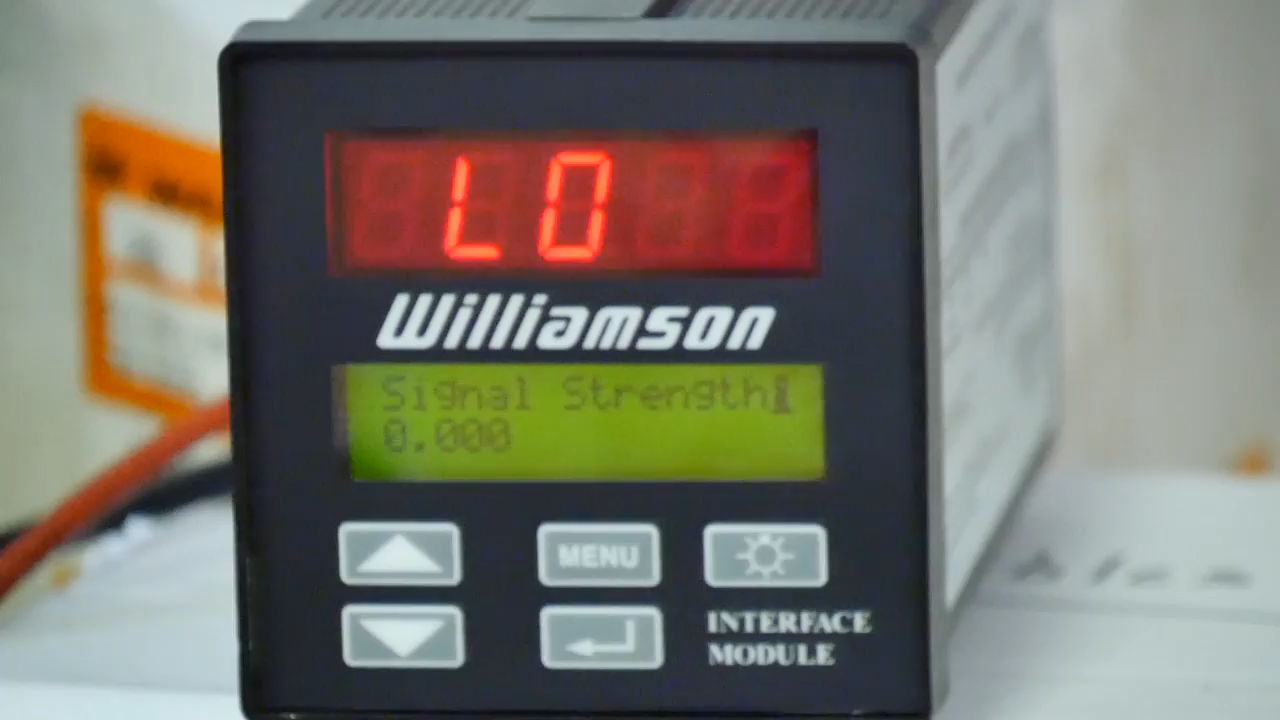 LO
Williamson
Signal Strength
0.000
MENU
INTERFACE
MODULE